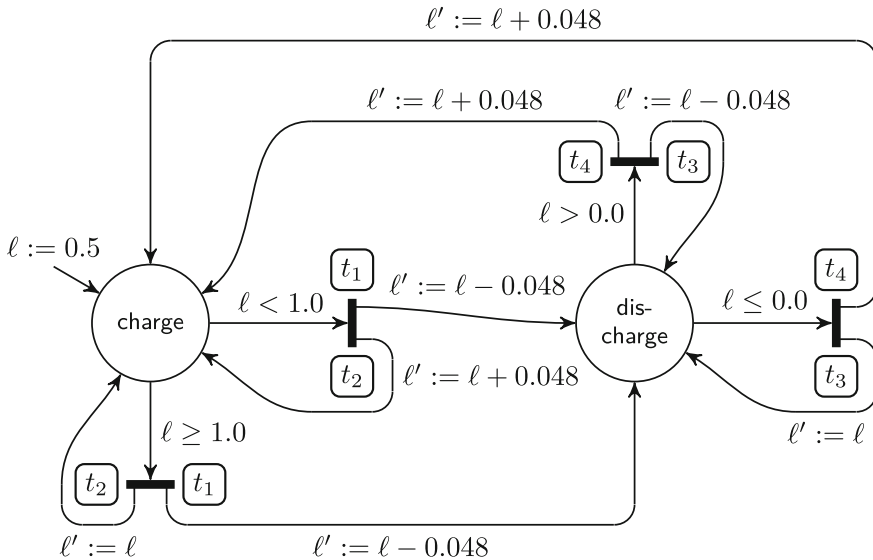 ℓ′ := ℓ + 0.048
ℓ′ := ℓ + 0.048
ℓ′ := ℓ − 0.048
t₄
t₃
ℓ > 0.0
ℓ := 0.5
t₁
t₄
ℓ′ := ℓ − 0.048
ℓ < 1.0
ℓ ≤ 0.0
charge
dis-
charge
t₂
ℓ′ := ℓ + 0.048
t₃
ℓ ≥ 1.0
ℓ′ := ℓ
t₂
t₁
ℓ′ := ℓ
ℓ′ := ℓ − 0.048